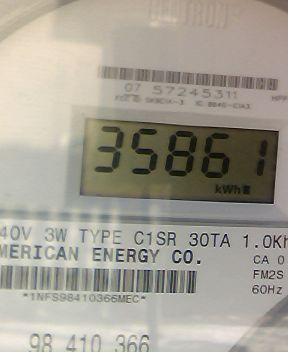 07 57245311
35861
kWh
40V 3W TYPE C1SR 30TA 1.0Kh
MERICAN ENERGY CO.
CA 0
FM2S
60Hz
*1NFS98410366MEC*
98 410 366